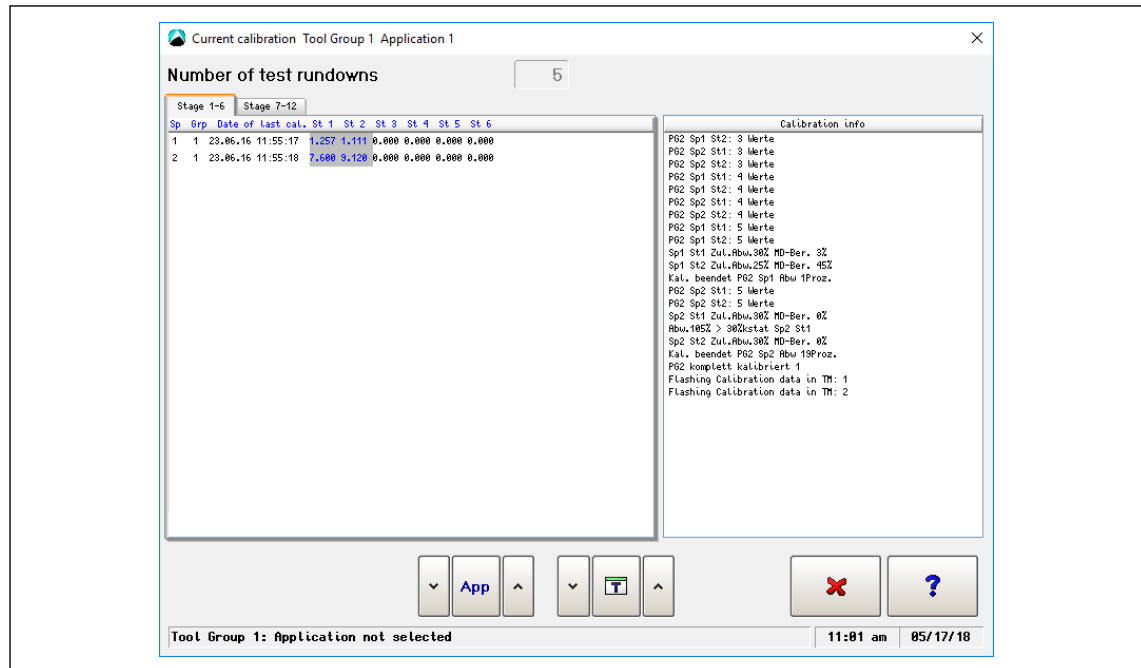 Current calibration Tool Group 1 Application 1
Number of test rundowns 5
Stage 1-6 Stage 7-12
Sp Grp Date of last cal. St 1 St 2 St 3 St 4 St 5 St 6
1 1 23.06.16 11:55:17 1.257 1.111 0.000 0.000 0.000 0.000
2 1 23.06.16 11:55:18 7.600 9.120 0.000 0.000 0.000 0.000
Calibration info
PG2 Sp1 St2: 3 Werte
PG2 Sp2 St1: 3 Werte
PG2 Sp2 St2: 3 Werte
PG2 Sp1 St1: 4 Werte
PG2 Sp1 St2: 4 Werte
PG2 Sp2 St1: 4 Werte
PG2 Sp2 St2: 4 Werte
PG2 Sp1 St1: 5 Werte
PG2 Sp1 St2: 5 Werte
Sp1 St1 Zul.Abw.30% MD-Ber. 3%
Sp1 St2 Zul.Abw.25% MD-Ber. 45%
Kal. beendet PG2 Sp1 Abw 1Proz.
PG2 Sp2 St1: 5 Werte
PG2 Sp2 St2: 5 Werte
Sp2 St1 Zul.Abw.30% MD-Ber. 0%
Abw.105% > 30%kstat Sp2 St1
Sp2 St2 Zul.Abw.30% MD-Ber. 0%
Kal. beendet PG2 Sp2 Abw 19Proz.
PG2 komplett kalibriert 1
Flashing Calibration data in TM: 1
Flashing Calibration data in TM: 2
App T ?
Tool Group 1: Application not selected 11:01 am 05/17/18